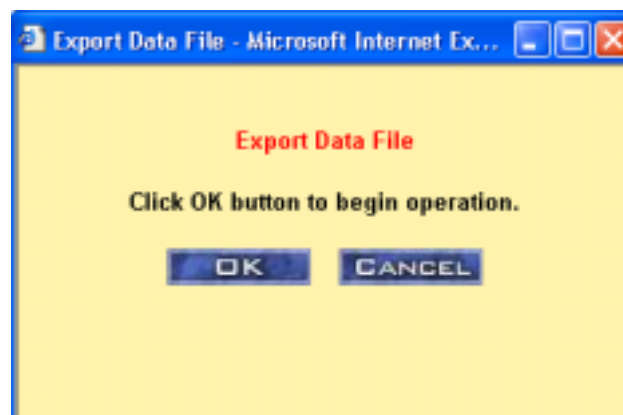 Export Data File - Microsoft Internet Ex...
Export Data File
Click OK button to begin operation.
OK CANCEL